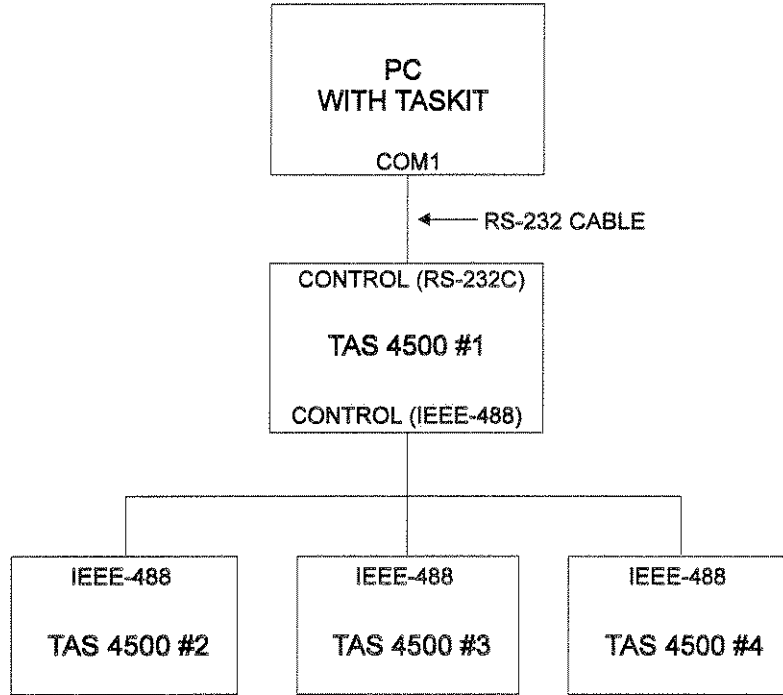 PC
WITH TASKIT
COM1
RS-232 CABLE
CONTROL (RS-232C)
TAS 4500 #1
CONTROL (IEEE-488)
IEEE-488
TAS 4500 #2
IEEE-488
TAS 4500 #3
IEEE-488
TAS 4500 #4